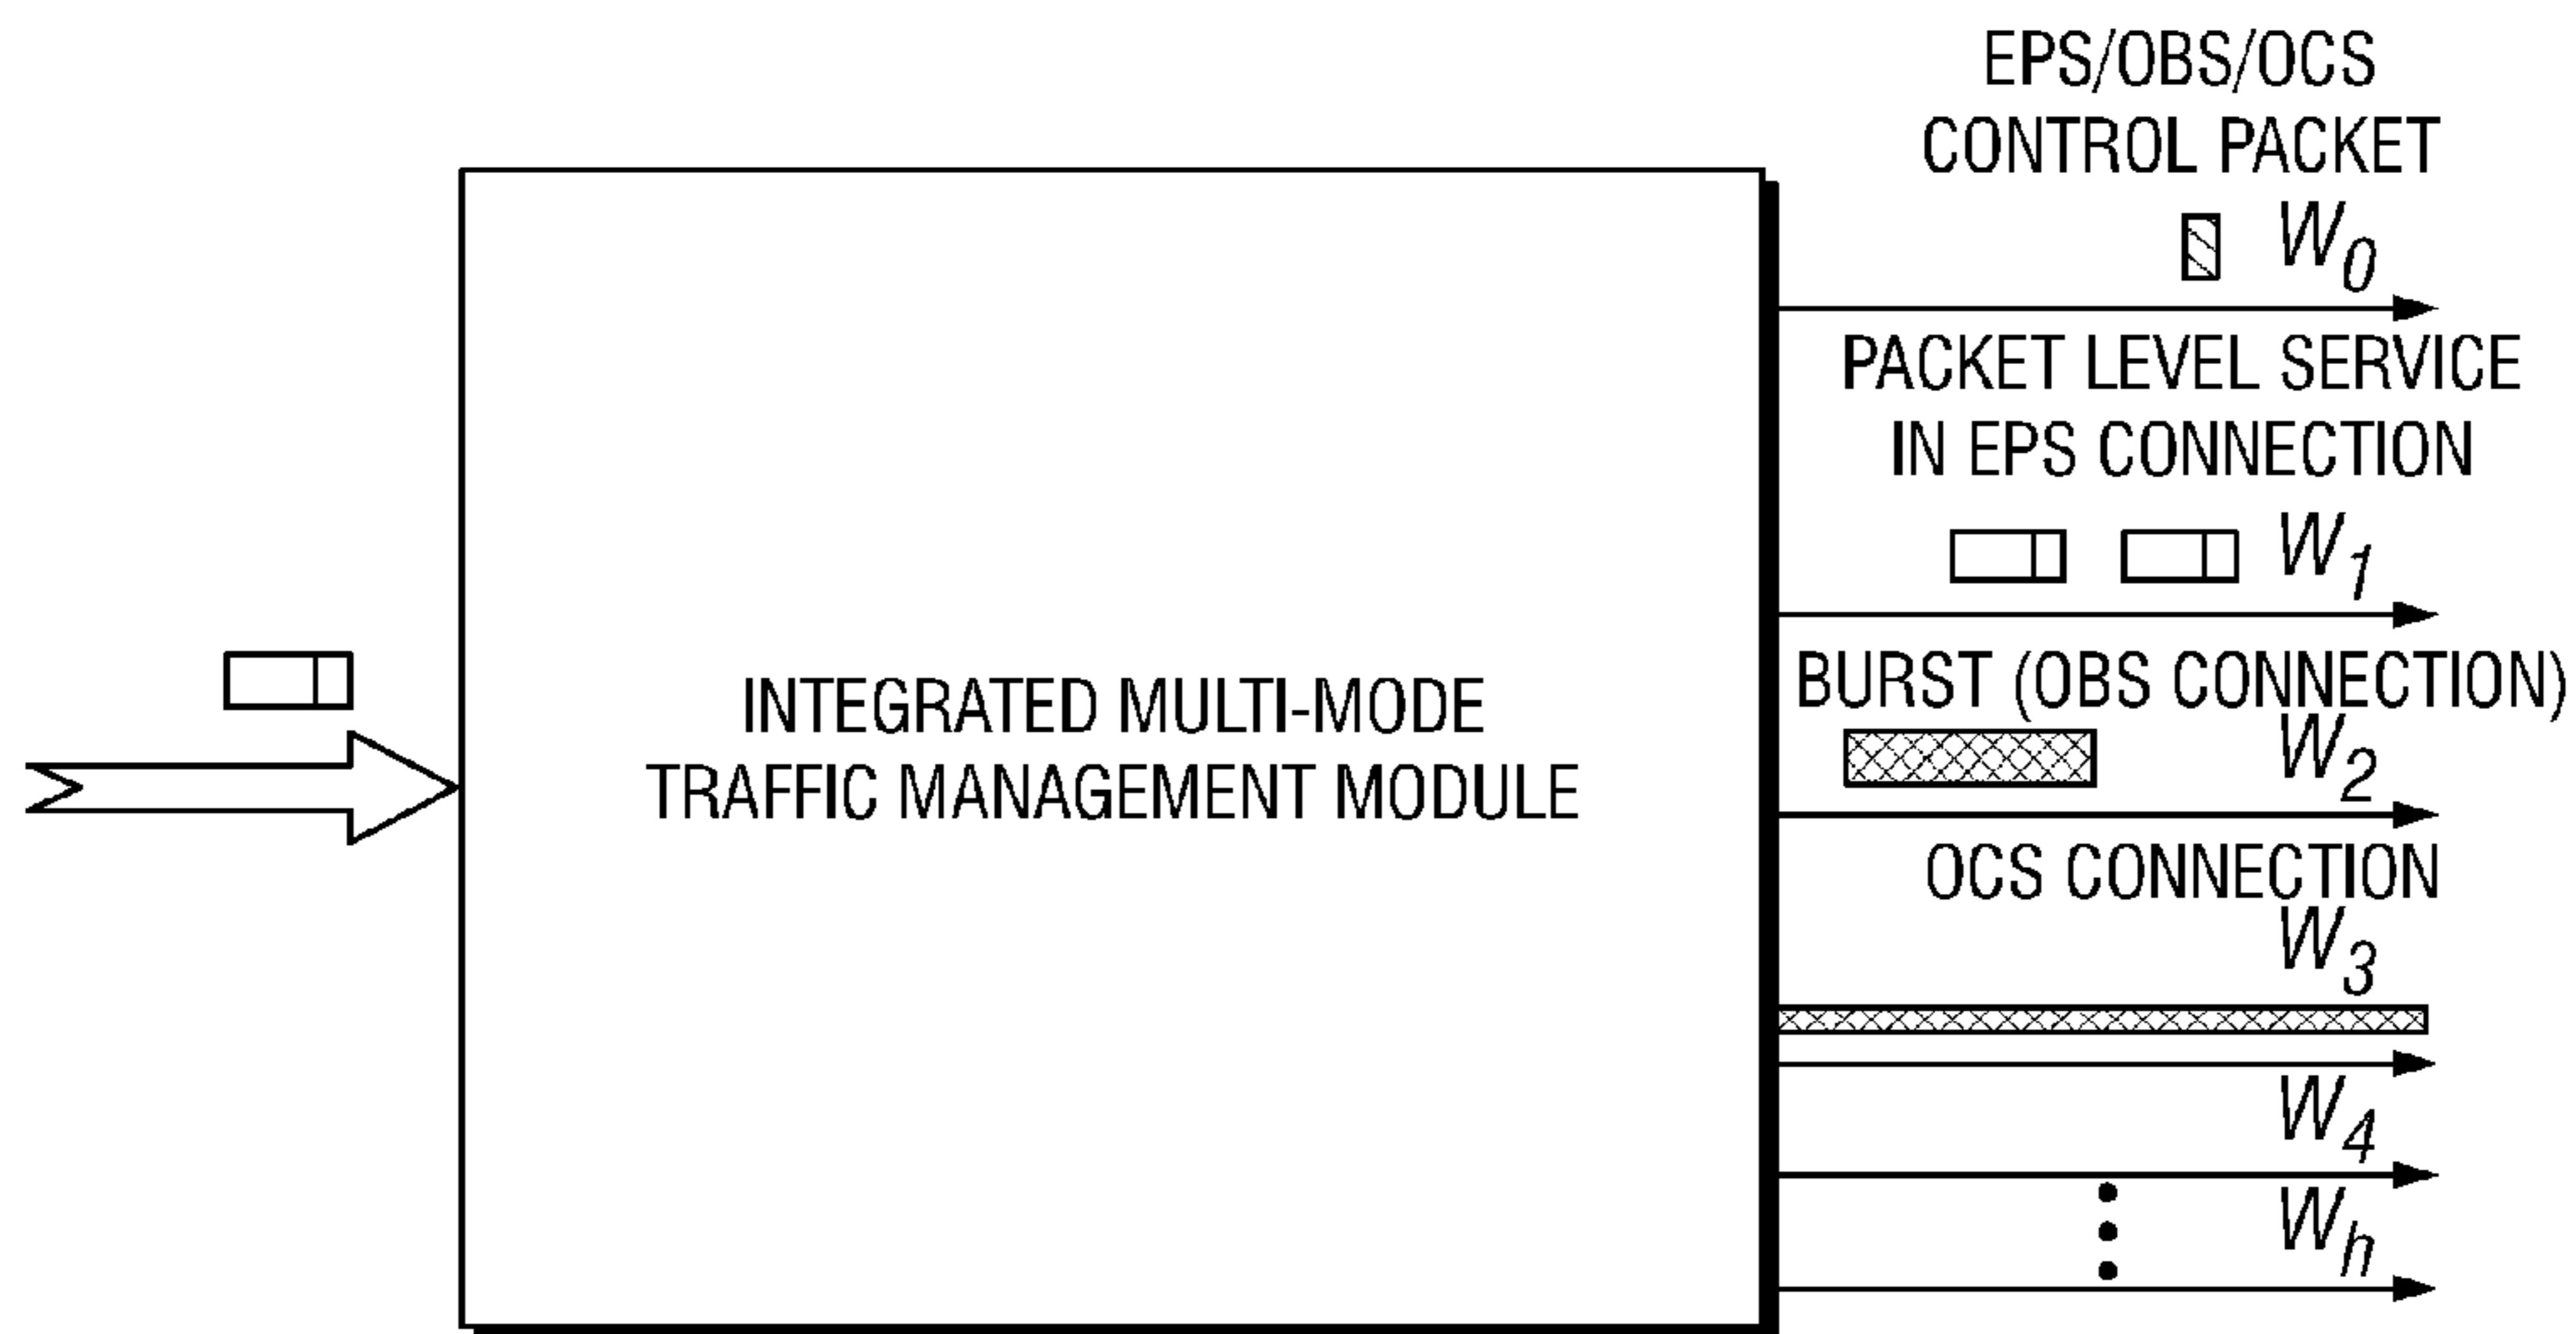 EPS/OBS/OCS
CONTROL PACKET
W0
PACKET LEVEL SERVICE
IN EPS CONNECTION
W1
BURST (OBS CONNECTION)
W2
INTEGRATED MULTI-MODE
TRAFFIC MANAGEMENT MODULE
OCS CONNECTION
W3
W4
Wh